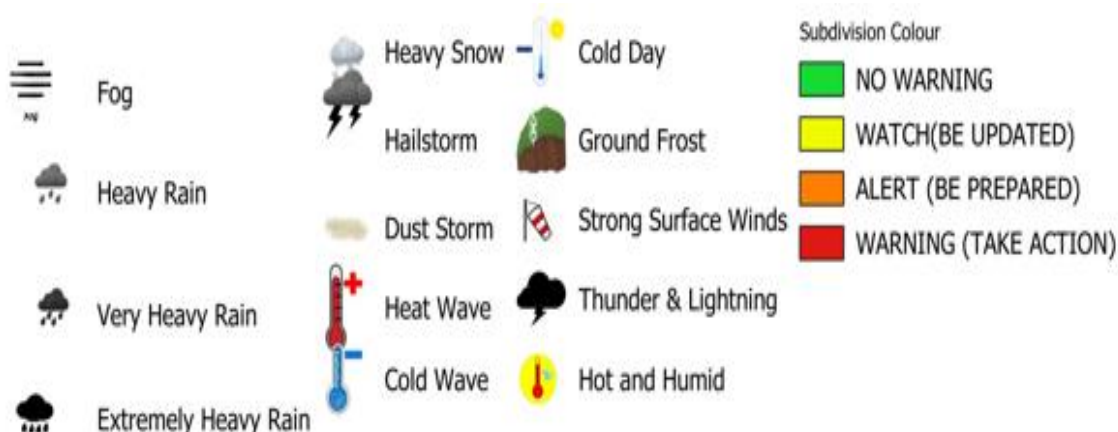 Fog
Heavy Rain
Very Heavy Rain
Extremely Heavy Rain
Heavy Snow
Hailstorm
Dust Storm
Heat Wave
Cold Wave
Cold Day
Ground Frost
Strong Surface Winds
Thunder & Lightning
Hot and Humid
Subdivision Colour
NO WARNING
WATCH(BE UPDATED)
ALERT (BE PREPARED)
WARNING (TAKE ACTION)